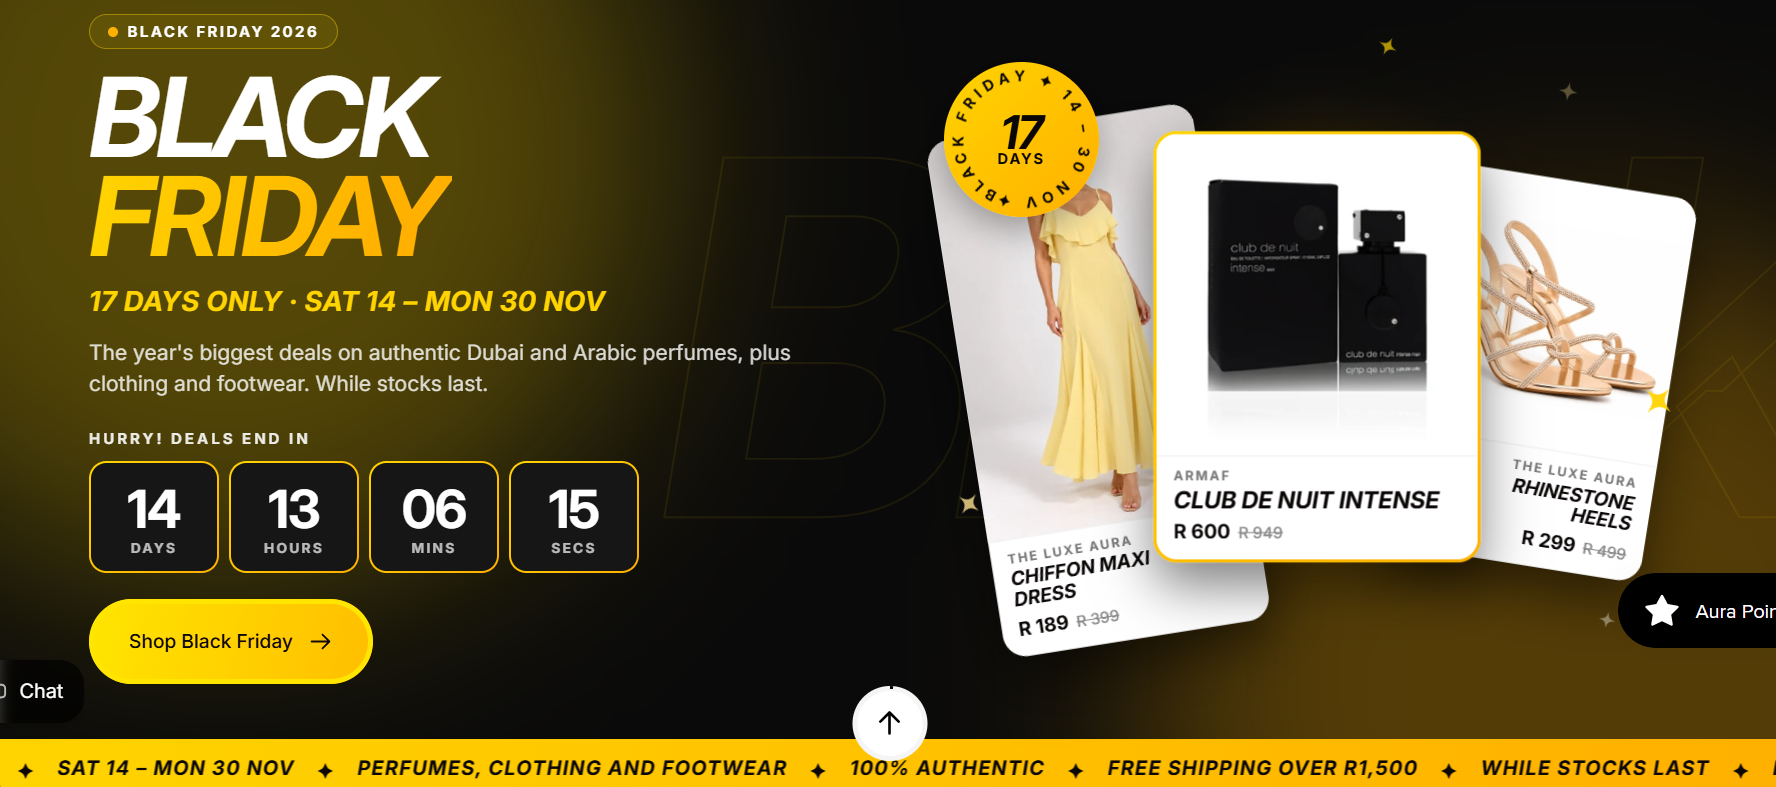 BLACK FRIDAY 2026
BLACK
FRIDAY
17 DAYS ONLY · SAT 14 – MON 30 NOV
The year's biggest deals on authentic Dubai and Arabic perfumes, plus
clothing and footwear. While stocks last.
HURRY! DEALS END IN
14
DAYS
13
HOURS
06
MINS
15
SECS
Shop Black Friday →
Chat
BLACK FRIDAY ✦ 14 – 30 NOV ✦
17
DAYS
THE LUXE AURA
CHIFFON MAXI
DRESS
R 189 R 399
club de nuit
intense man
club de nuit intense man
ARMAF
CLUB DE NUIT INTENSE
R 600 R 949
THE LUXE AURA
RHINESTONE
HEELS
R 299 R 499
Aura Poin
✦ SAT 14 – MON 30 NOV ✦ PERFUMES, CLOTHING AND FOOTWEAR ✦ 100% AUTHENTIC ✦ FREE SHIPPING OVER R1,500 ✦ WHILE STOCKS LAST ✦